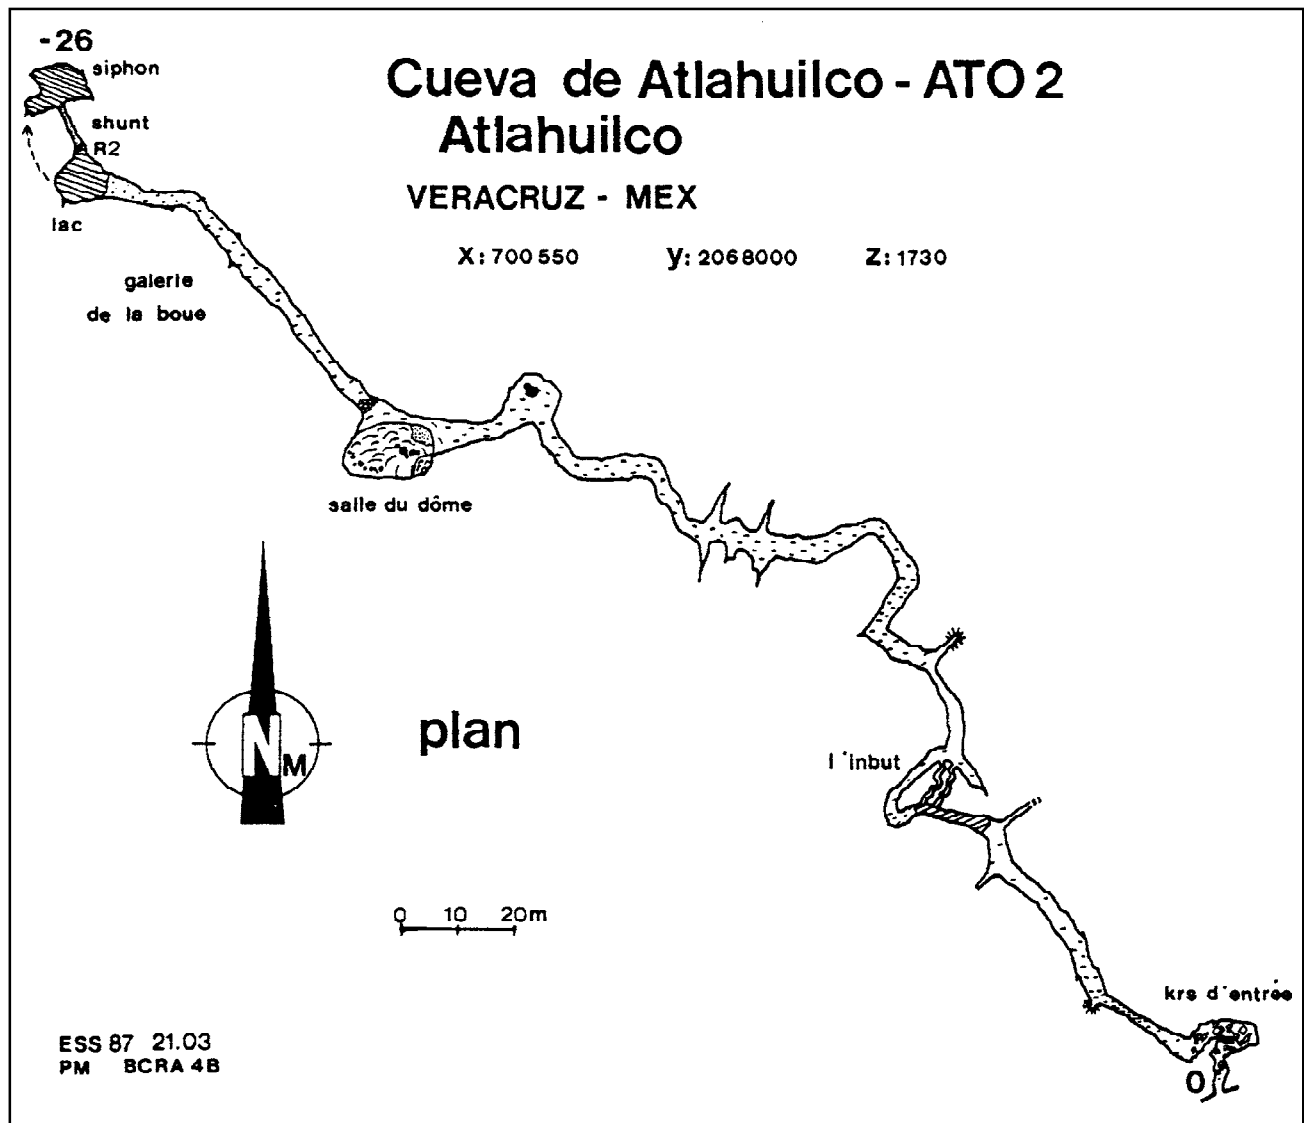 -26
siphon
shunt
R2
lac
galerie
de la boue
Cueva de Atlahuilco - ATO 2
Atlahuilco
VERACRUZ - MEX
X: 700 550 y: 2068000 Z: 1730
salle du dôme
N
M
plan
l'inbut
0 10 20m
krs d'entrée
0
ESS 87 21.03
PM BCRA 4B